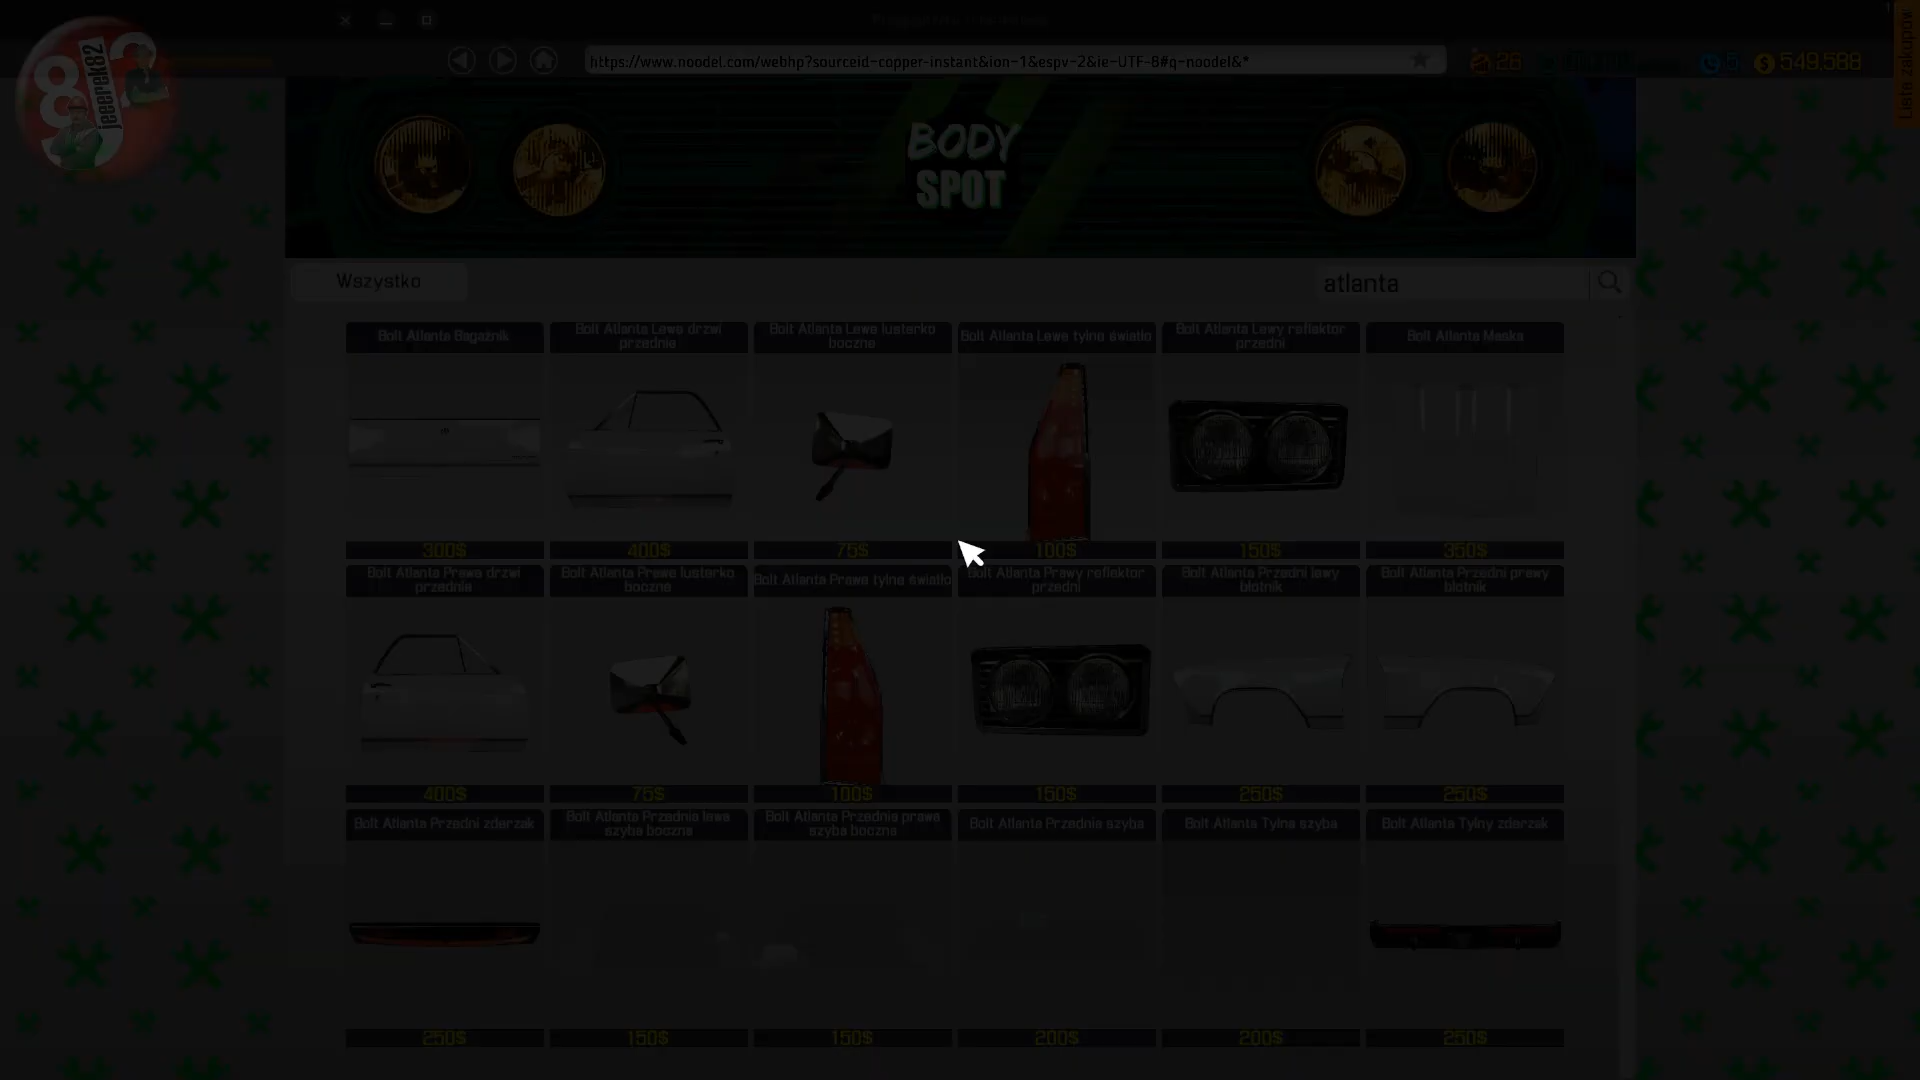 https://www.noodel.com/webhp?sourceid-copper-instant&ion-1&espv-2&ie-UTF-8#q-noodel&*
28
5
549,588
Lista zakupów
82
jeeerek82
BODY
SPOT
Wszystko
atlanta
Bolt Atlanta Bagażnik
Bolt Atlanta Lewe drzwi
przednie
Bolt Atlanta Lewe lusterko
boczne
Bolt Atlanta Lewe tylne światło
Bolt Atlanta Lewy reflektor
przedni
Bolt Atlanta Maska
300$
400$
75$
100$
150$
350$
Bolt Atlanta Prawe drzwi
przednie
Bolt Atlanta Prawe lusterko
boczne
Bolt Atlanta Prawe tylne światło
Bolt Atlanta Prawy reflektor
przedni
Bolt Atlanta Przedni lewy
błotnik
Bolt Atlanta Przedni prawy
błotnik
400$
75$
100$
150$
250$
250$
Bolt Atlanta Przedni zderzak
Bolt Atlanta Przednia lewa
szyba boczna
Bolt Atlanta Przednia prawa
szyba boczna
Bolt Atlanta Przednia szyba
Bolt Atlanta Tylna szyba
Bolt Atlanta Tylny zderzak
250$
150$
150$
200$
200$
250$